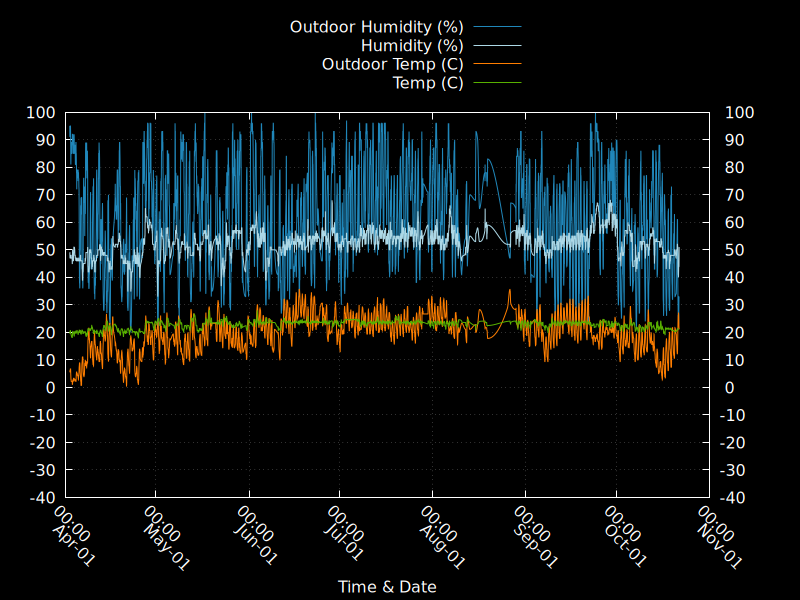 Outdoor Humidity (%)
Humidity (%)
Outdoor Temp (C)
Temp (C)
100 100
90 90
80 80
70 70
60 60
50 50
40 40
30 30
20 20
10 10
0 0
-10 -10
-20 -20
-30 -30
-40 -40
00:00 00:00 00:00 00:00 00:00 00:00 00:00 00:00
Apr-01 May-01 Jun-01 Jul-01 Aug-01 Sep-01 Oct-01 Nov-01
Time & Date